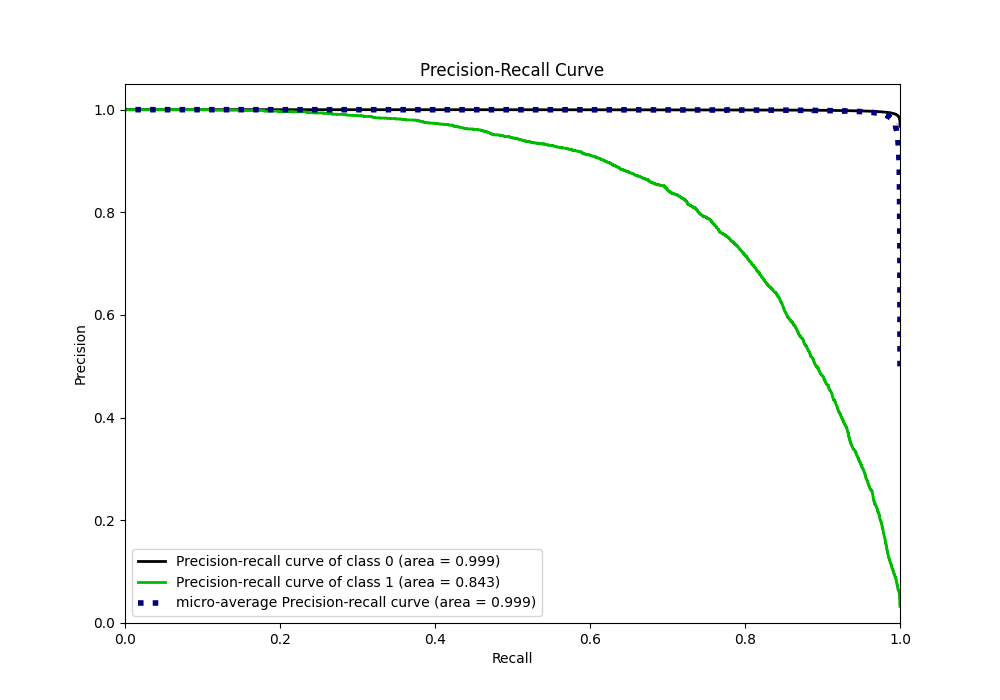 Precision-Recall Curve
1.0
0.8
0.6
0.4
0.2
0.0
Precision
Precision-recall curve of class 0 (area = 0.999)
Precision-recall curve of class 1 (area = 0.843)
micro-average Precision-recall curve (area = 0.999)
0.0 0.2 0.4 0.6 0.8 1.0
Recall